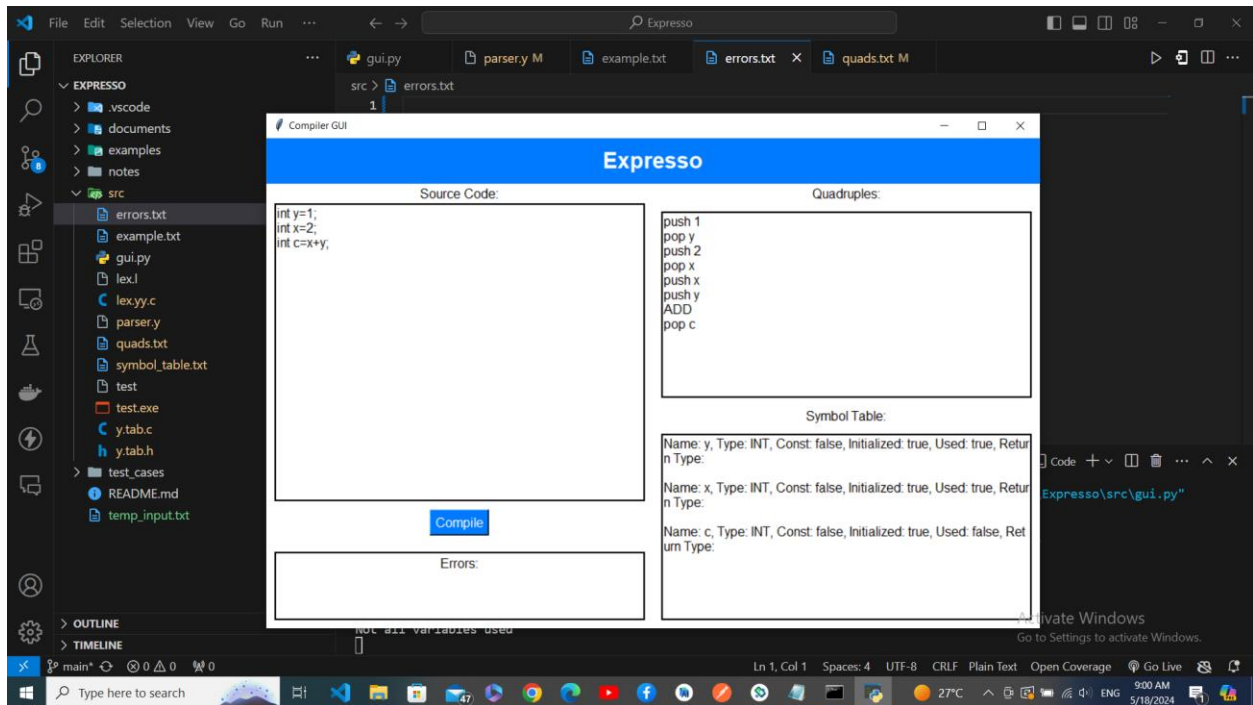 File Edit Selection View Go Run ··· ← → Expresso
EXPLORER ···
gui.py parser.y M example.txt errors.txt × quads.txt M
EXPRESSO
src > errors.txt
1
.vscode
documents
examples
notes
src
errors.txt
example.txt
gui.py
lex.l
lex.yy.c
parser.y
quads.txt
symbol_table.txt
test
test.exe
y.tab.c
y.tab.h
test_cases
README.md
temp_input.txt
OUTLINE
TIMELINE
8
Compiler GUI
Expresso
Source Code:
int y=1;
int x=2;
int c=x+y;
Compile
Errors:
Quadruples:
push 1
pop y
push 2
pop x
push x
push y
ADD
pop c
Symbol Table:
Name: y, Type: INT, Const: false, Initialized: true, Used: true, Retur
n Type:
Name: x, Type: INT, Const: false, Initialized: true, Used: true, Retur
n Type:
Name: c, Type: INT, Const: false, Initialized: true, Used: false, Ret
urn Type:
Code
Expresso\src\gui.py"
Not all variables used
Activate Windows
Go to Settings to activate Windows.
main* 0 0 0 Ln 1, Col 1 Spaces: 4 UTF-8 CRLF Plain Text Open Coverage Go Live
Type here to search 47 27°C ENG 9:00 AM
5/18/2024 1